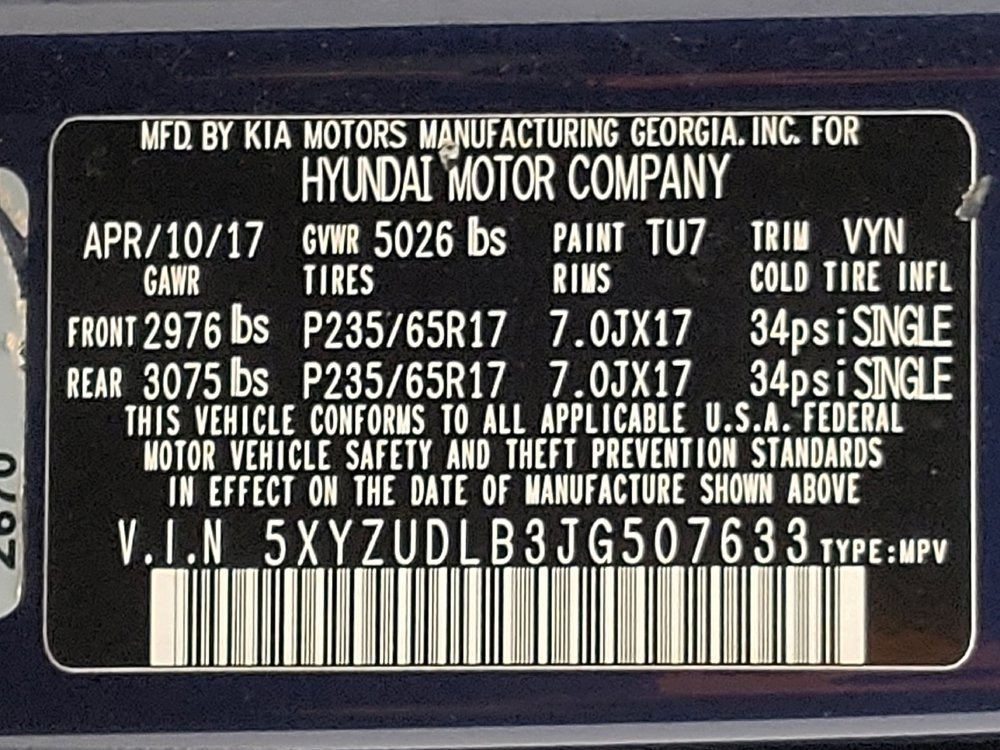 MFD. BY KIA MOTORS MANUFACTURING GEORGIA. INC. FOR
HYUNDAI MOTOR COMPANY
APR/10/17 GVWR 5026 lbs PAINT TU7 TRIM VYN
GAWR TIRES RIMS COLD TIRE INFL
FRONT 2976 lbs P235/65R17 7.0JX17 34psi SINGLE
REAR 3075 lbs P235/65R17 7.0JX17 34psi SINGLE
THIS VEHICLE CONFORMS TO ALL APPLICABLE U.S.A. FEDERAL
MOTOR VEHICLE SAFETY AND THEFT PREVENTION STANDARDS
IN EFFECT ON THE DATE OF MANUFACTURE SHOWN ABOVE
V.I.N 5XYZUDLB3JG507633 TYPE:MPV